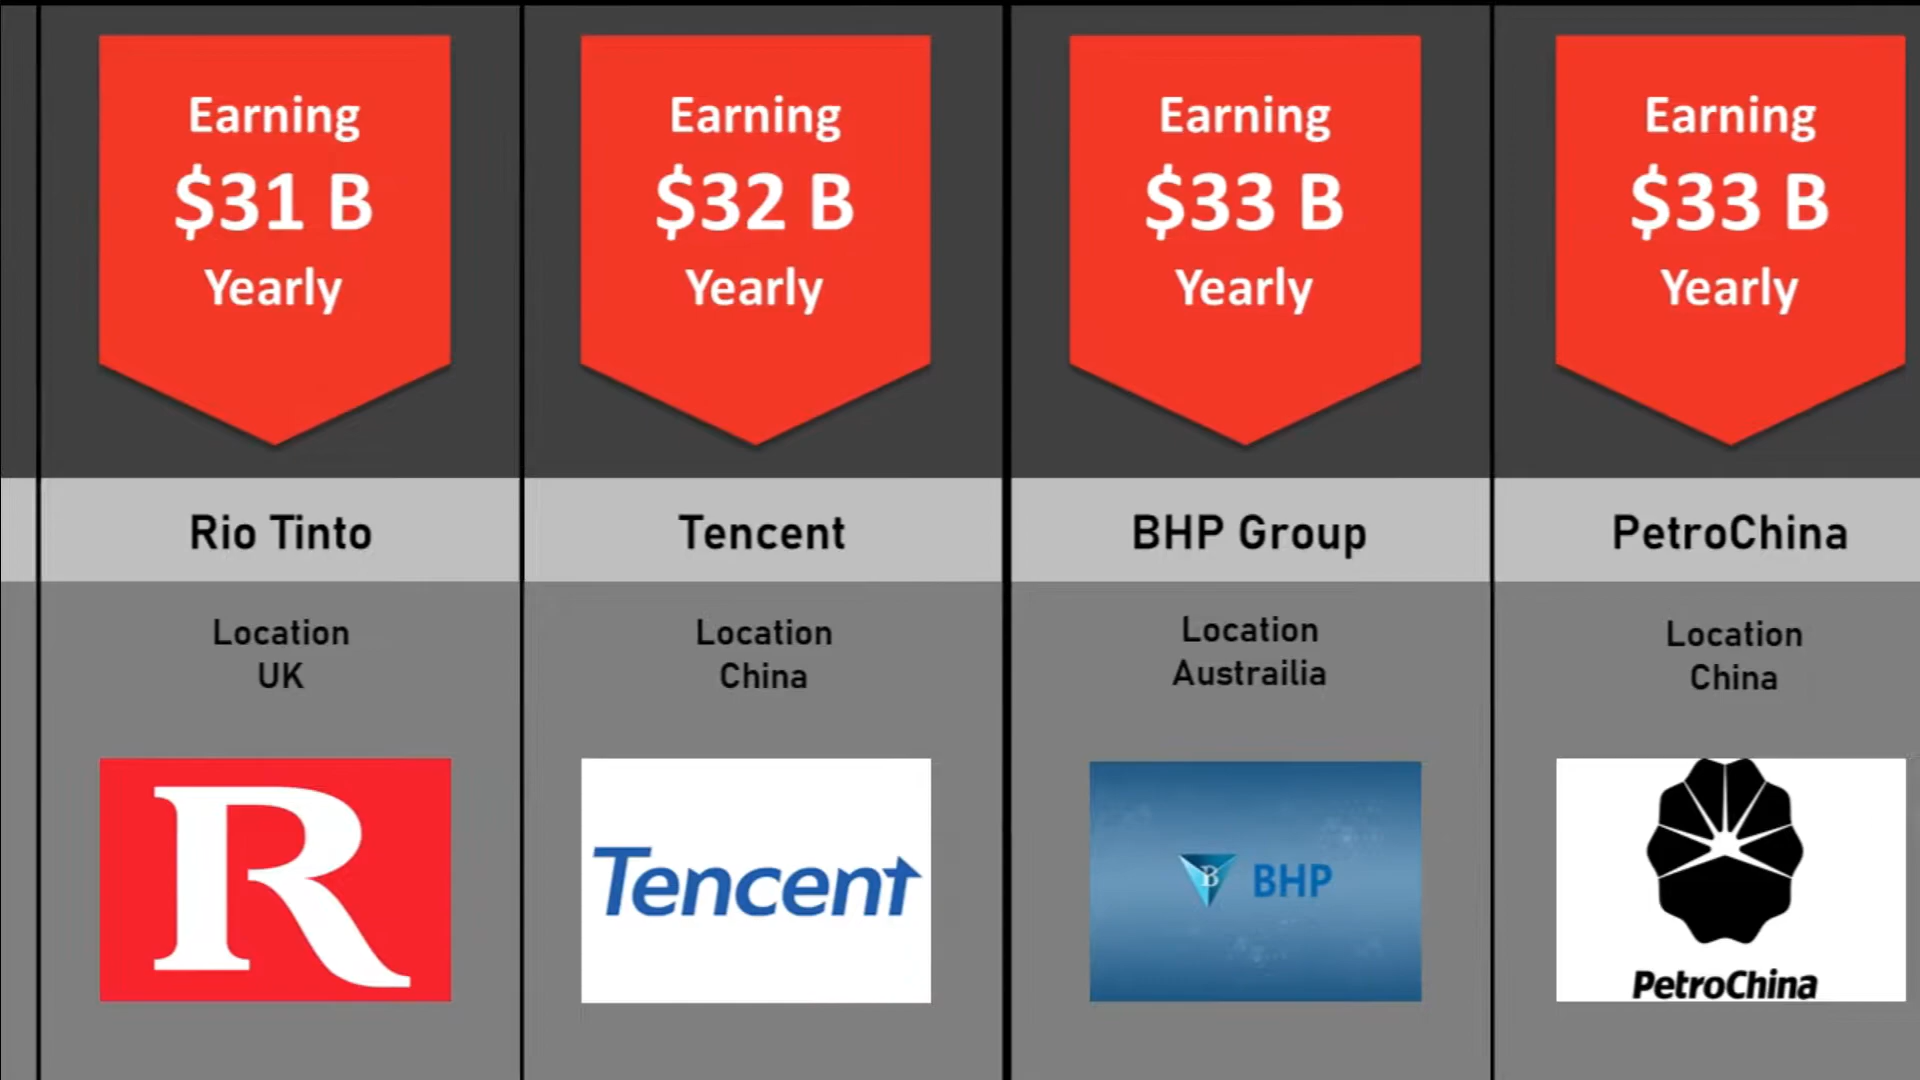 Earning
$31 B
Yearly
Rio Tinto
Location
UK
R
Earning
$32 B
Yearly
Tencent
Location
China
Tencent
Earning
$33 B
Yearly
BHP Group
Location
Austrailia
B BHP
Earning
$33 B
Yearly
PetroChina
Location
China
PetroChina